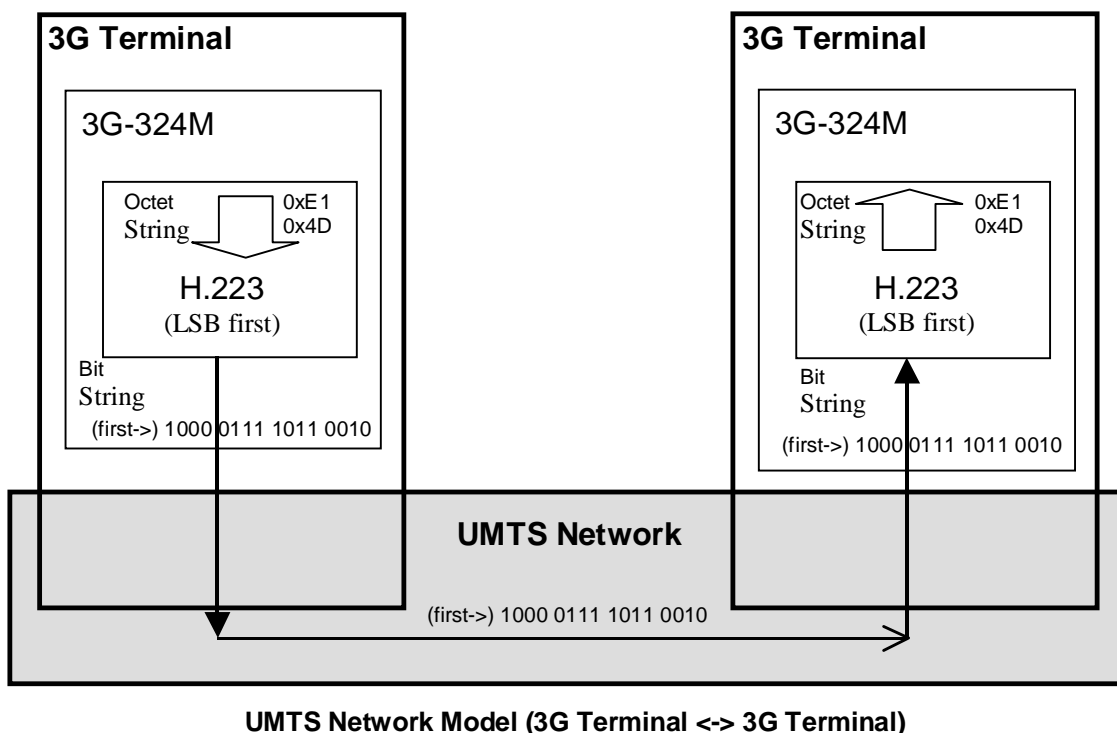 3G Terminal
3G-324M
Octet
String
0xE1
0x4D
H.223
(LSB first)
Bit
String
(first->) 1000 0111 1011 0010
3G Terminal
3G-324M
Octet
String
0xE1
0x4D
H.223
(LSB first)
Bit
String
(first->) 1000 0111 1011 0010
UMTS Network
(first->) 1000 0111 1011 0010
UMTS Network Model (3G Terminal <-> 3G Terminal)